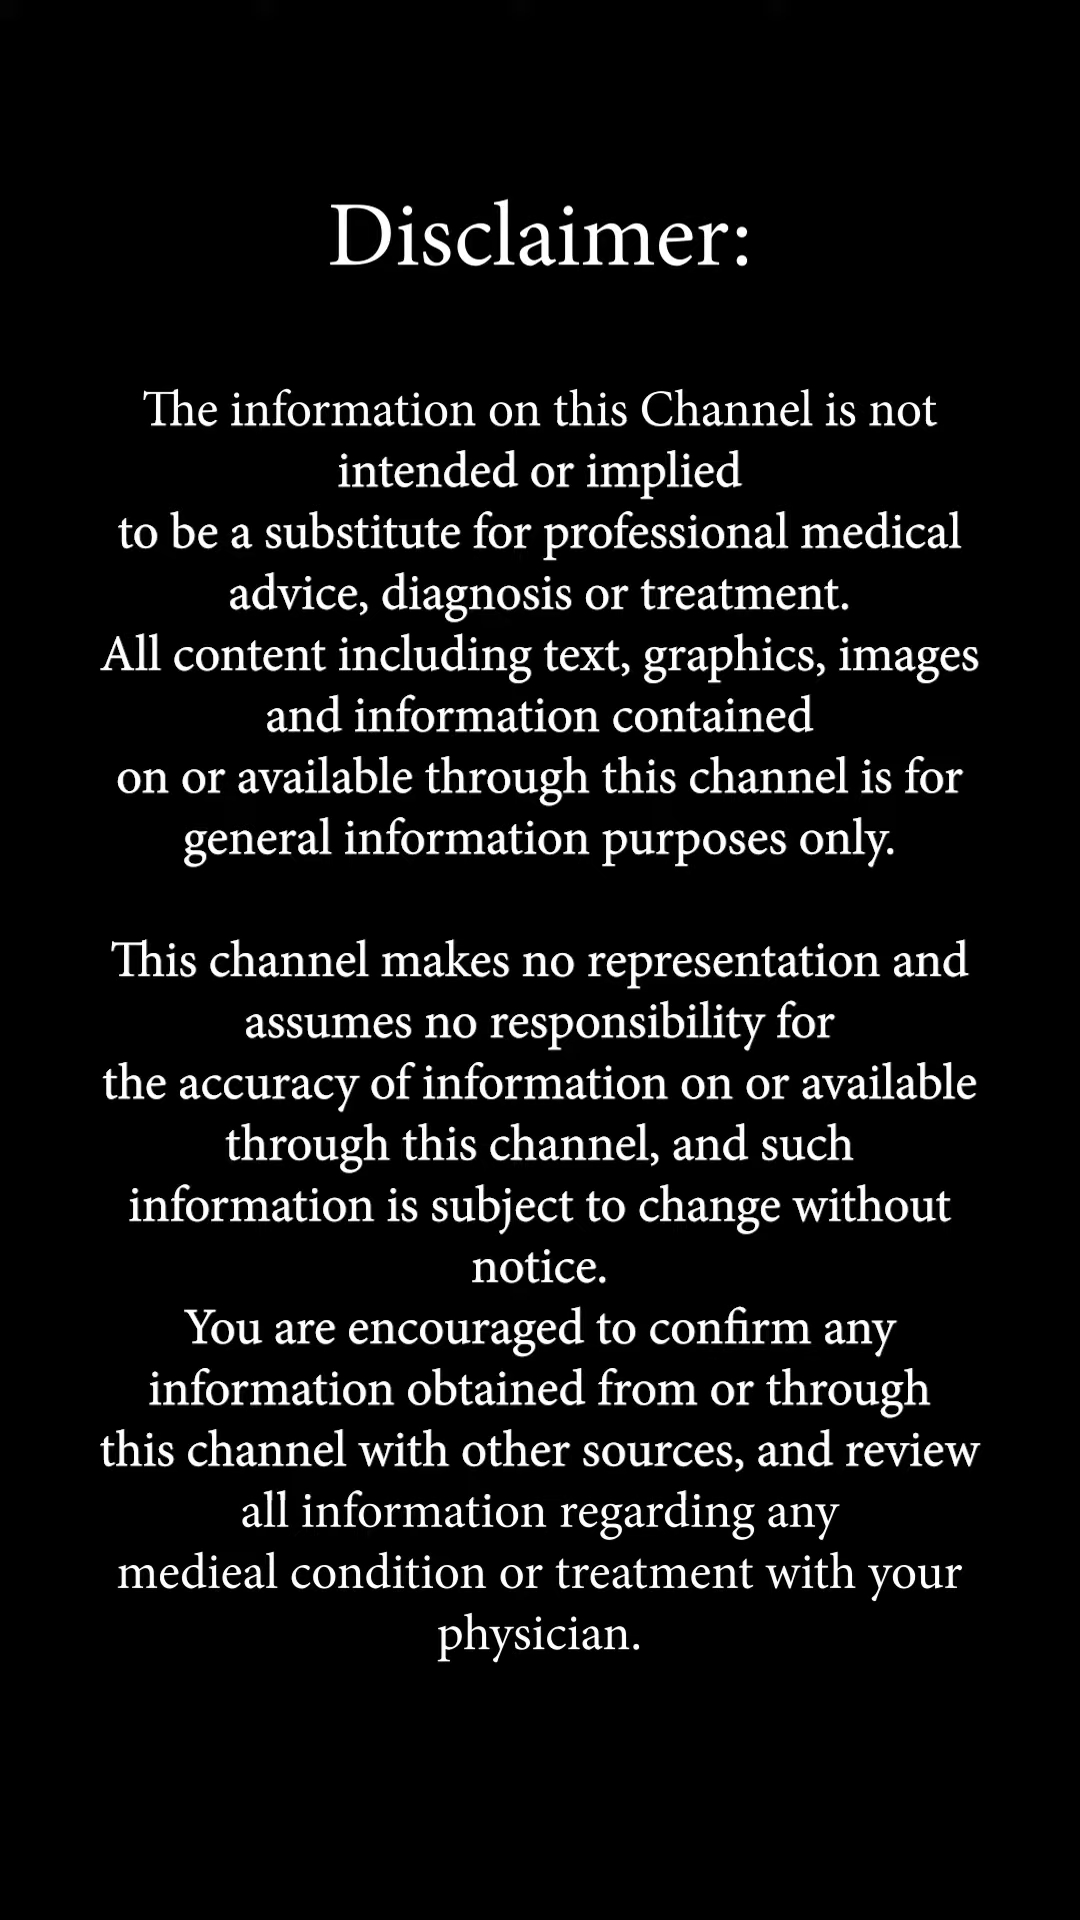 Disclaimer:
The information on this Channel is not
intended or implied
to be a substitute for professional medical
advice, diagnosis or treatment.
All content including text, graphics, images
and information contained
on or available through this channel is for
general information purposes only.
This channel makes no representation and
assumes no responsibility for
the accuracy of information on or available
through this channel, and such
information is subject to change without
notice.
You are encouraged to confirm any
information obtained from or through
this channel with other sources, and review
all information regarding any
medieal condition or treatment with your
physician.